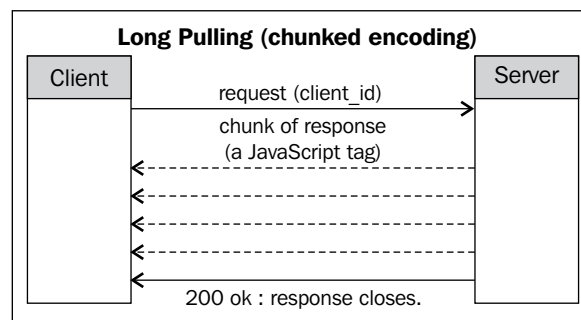 Long Pulling (chunked encoding)
Client
Server
request (client_id)
chunk of response
(a JavaScript tag)
200 ok : response closes.